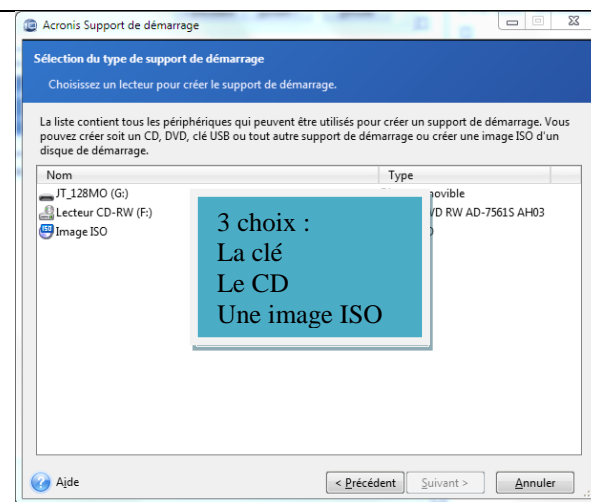 Acronis Support de démarrage
Sélection du type de support de démarrage
Choisissez un lecteur pour créer le support de démarrage.
La liste contient tous les périphériques qui peuvent être utilisés pour créer un support de démarrage. Vous
pouvez créer soit un CD, DVD, clé USB ou tout autre support de démarrage ou créer une image ISO d'un
disque de démarrage.
Nom Type
JT_128MO (G:)
Lecteur CD-RW (F:) RW AD-7561S AH03
Image ISO
3 choix :
La clé
Le CD
Une image ISO
Aide < Précédent Suivant > Annuler